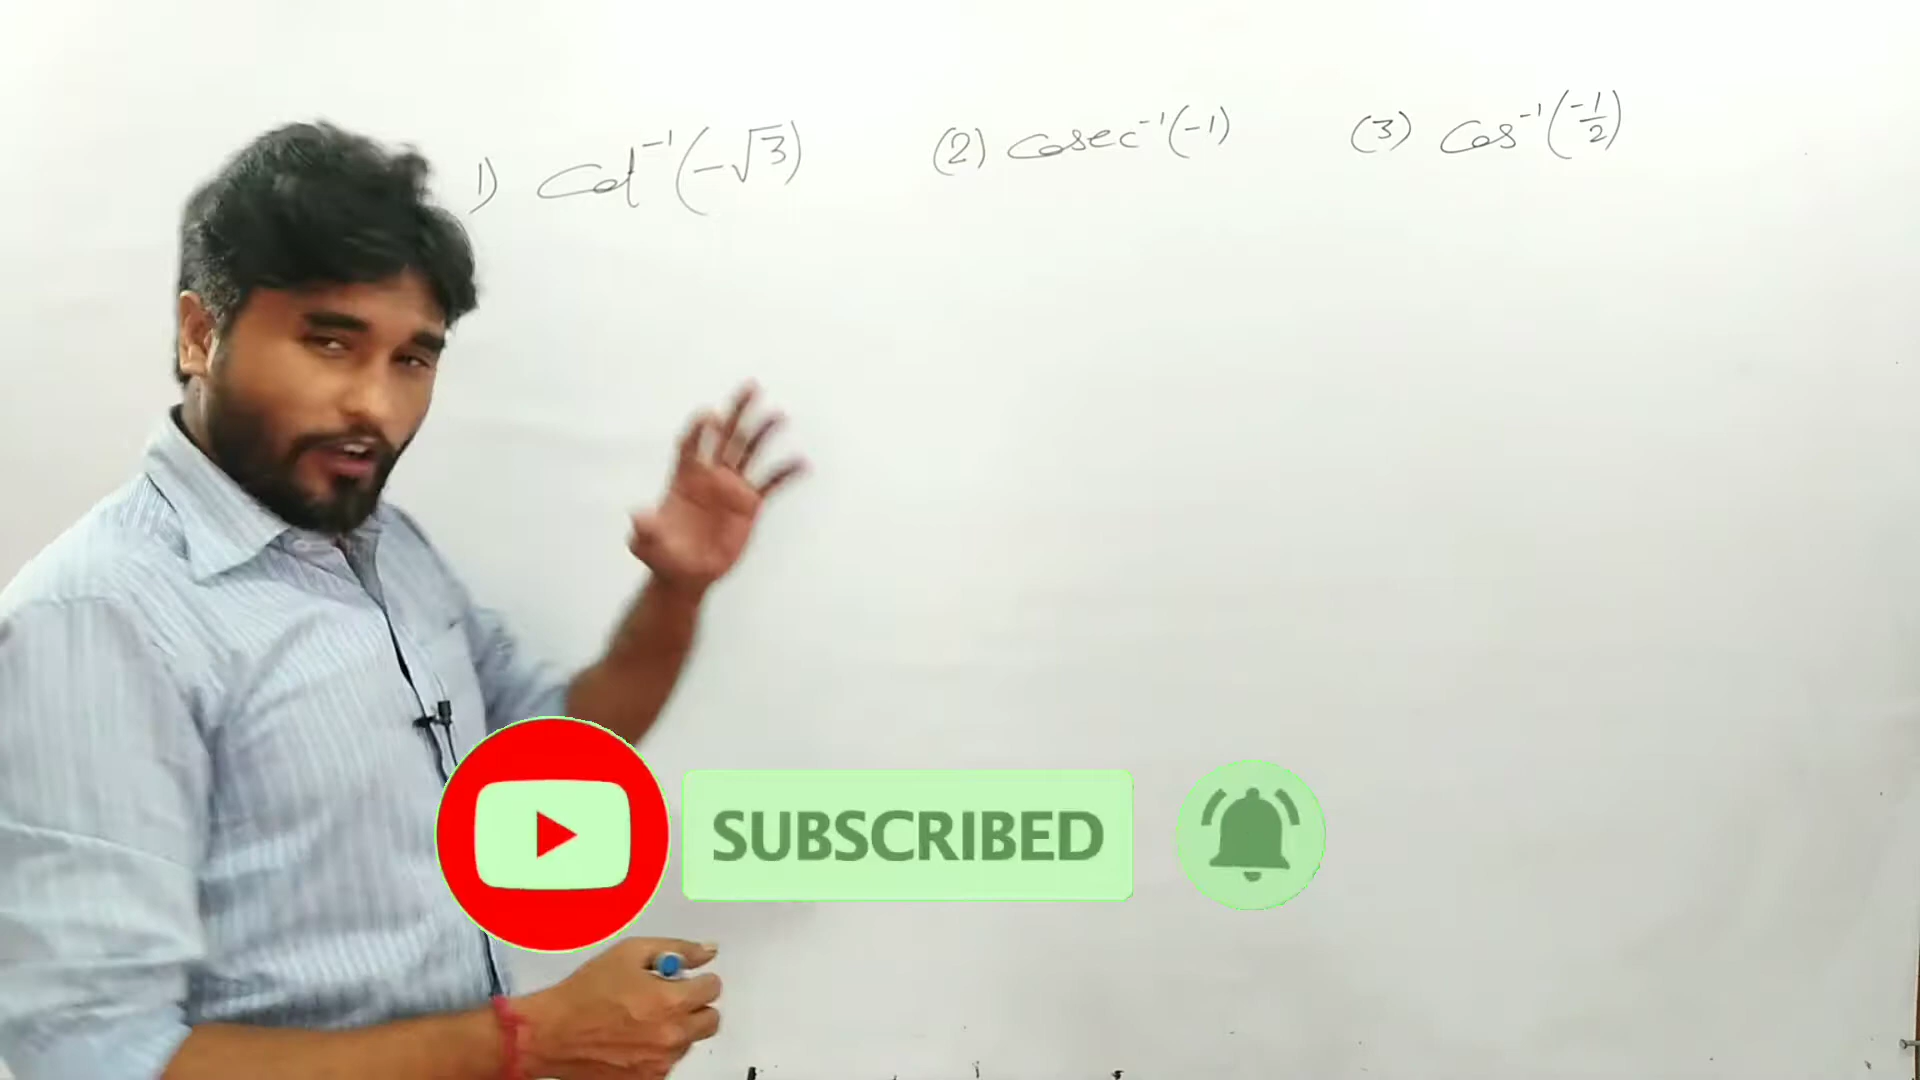 1) Cot⁻¹(-√3) (2) Cosec⁻¹(-1) (3) Cos⁻¹(-1/2)
SUBSCRIBED